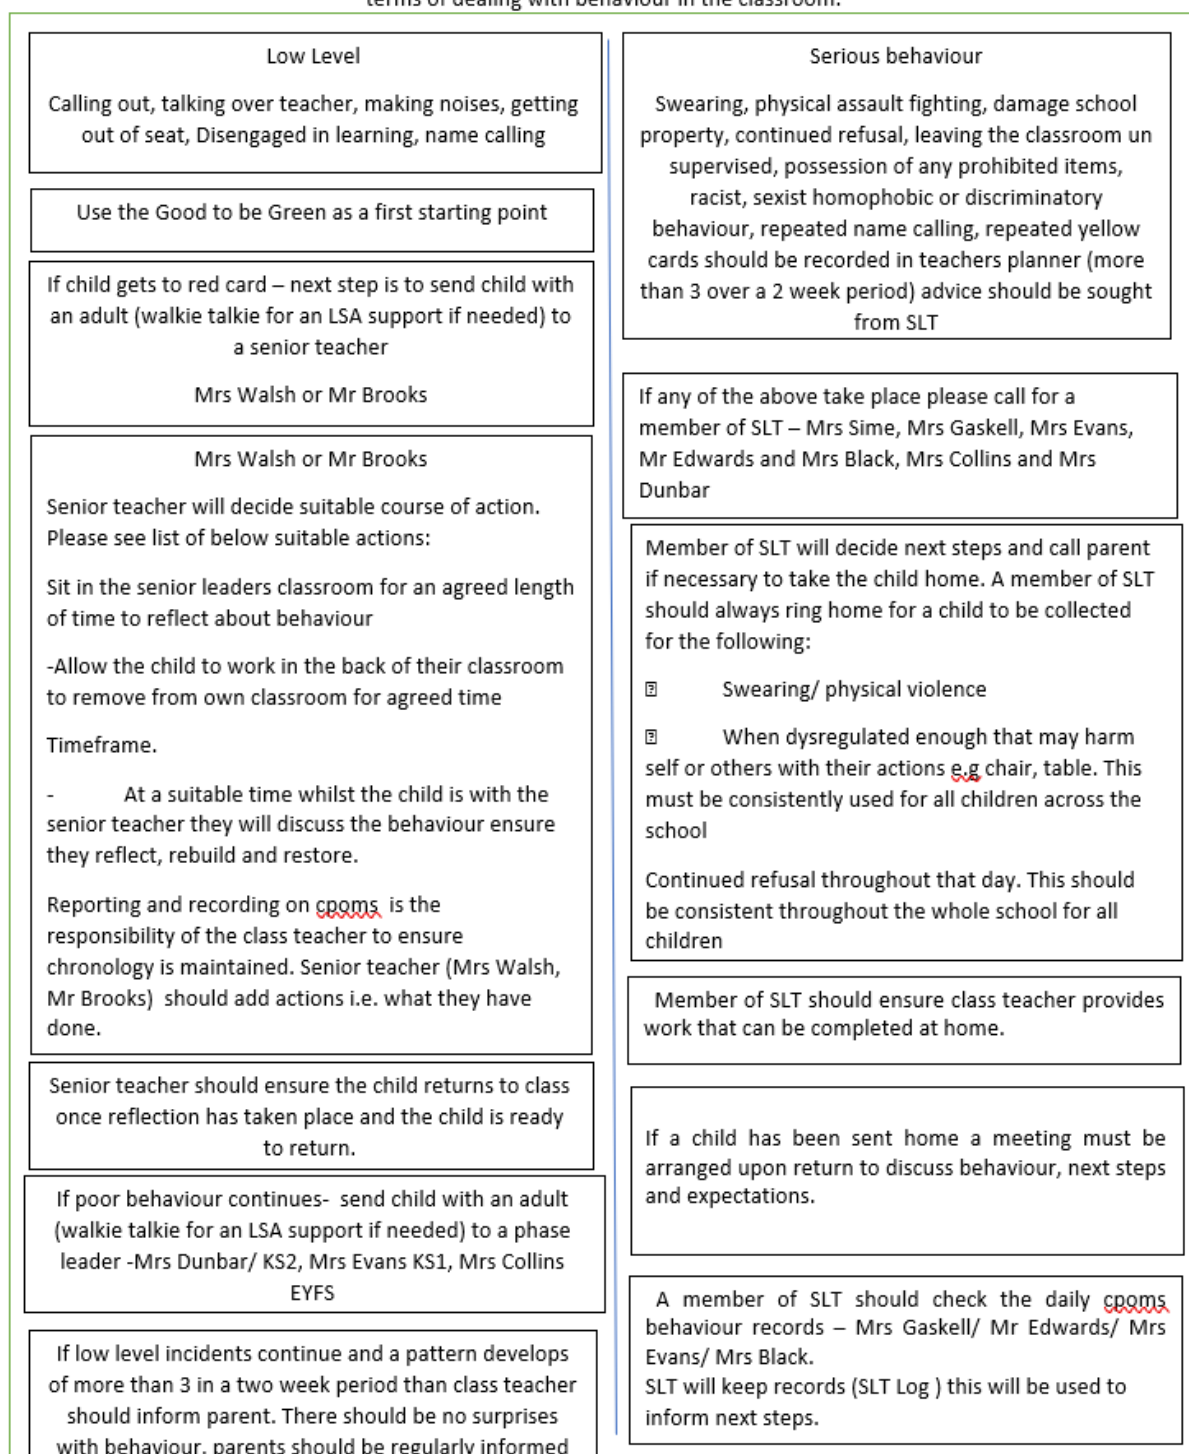 terms of dealing with behaviour in the classroom.
Low Level
Calling out, talking over teacher, making noises, getting
out of seat, Disengaged in learning, name calling
Use the Good to be Green as a first starting point
If child gets to red card – next step is to send child with
an adult (walkie talkie for an LSA support if needed) to
a senior teacher
Mrs Walsh or Mr Brooks
Mrs Walsh or Mr Brooks
Senior teacher will decide suitable course of action.
Please see list of below suitable actions:
Sit in the senior leaders classroom for an agreed length
of time to reflect about behaviour
-Allow the child to work in the back of their classroom
to remove from own classroom for agreed time
Timeframe.
- At a suitable time whilst the child is with the
senior teacher they will discuss the behaviour ensure
they reflect, rebuild and restore.
Reporting and recording on cpoms is the
responsibility of the class teacher to ensure
chronology is maintained. Senior teacher (Mrs Walsh,
Mr Brooks) should add actions i.e. what they have
done.
Senior teacher should ensure the child returns to class
once reflection has taken place and the child is ready
to return.
If poor behaviour continues- send child with an adult
(walkie talkie for an LSA support if needed) to a phase
leader -Mrs Dunbar/ KS2, Mrs Evans KS1, Mrs Collins
EYFS
If low level incidents continue and a pattern develops
of more than 3 in a two week period than class teacher
should inform parent. There should be no surprises
with behaviour, parents should be regularly informed
Serious behaviour
Swearing, physical assault fighting, damage school
property, continued refusal, leaving the classroom un
supervised, possession of any prohibited items,
racist, sexist homophobic or discriminatory
behaviour, repeated name calling, repeated yellow
cards should be recorded in teachers planner (more
than 3 over a 2 week period) advice should be sought
from SLT
If any of the above take place please call for a
member of SLT – Mrs Sime, Mrs Gaskell, Mrs Evans,
Mr Edwards and Mrs Black, Mrs Collins and Mrs
Dunbar
Member of SLT will decide next steps and call parent
if necessary to take the child home. A member of SLT
should always ring home for a child to be collected
for the following:
Swearing/ physical violence
When dysregulated enough that may harm
self or others with their actions e.g chair, table. This
must be consistently used for all children across the
school
Continued refusal throughout that day. This should
be consistent throughout the whole school for all
children
Member of SLT should ensure class teacher provides
work that can be completed at home.
If a child has been sent home a meeting must be
arranged upon return to discuss behaviour, next steps
and expectations.
A member of SLT should check the daily cpoms
behaviour records – Mrs Gaskell/ Mr Edwards/ Mrs
Evans/ Mrs Black.
SLT will keep records (SLT Log ) this will be used to
inform next steps.